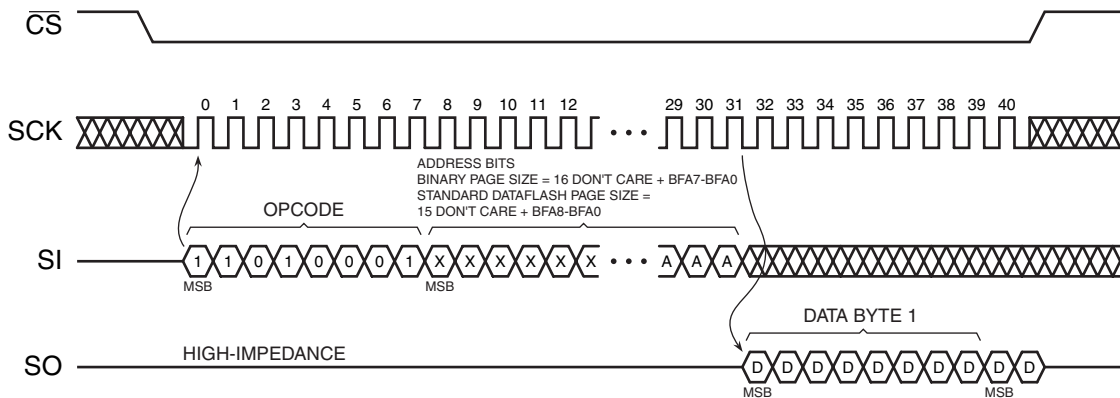 CS
0 1 2 3 4 5 6 7 8 9 10 11 12 29 30 31 32 33 34 35 36 37 38 39 40
SCK
ADDRESS BITS
BINARY PAGE SIZE = 16 DON'T CARE + BFA7-BFA0
STANDARD DATAFLASH PAGE SIZE =
15 DON'T CARE + BFA8-BFA0
OPCODE
SI 1 1 0 1 0 0 0 1 X X X X X X A A A
MSB MSB
DATA BYTE 1
HIGH-IMPEDANCE
SO D D D D D D D D D D
MSB MSB